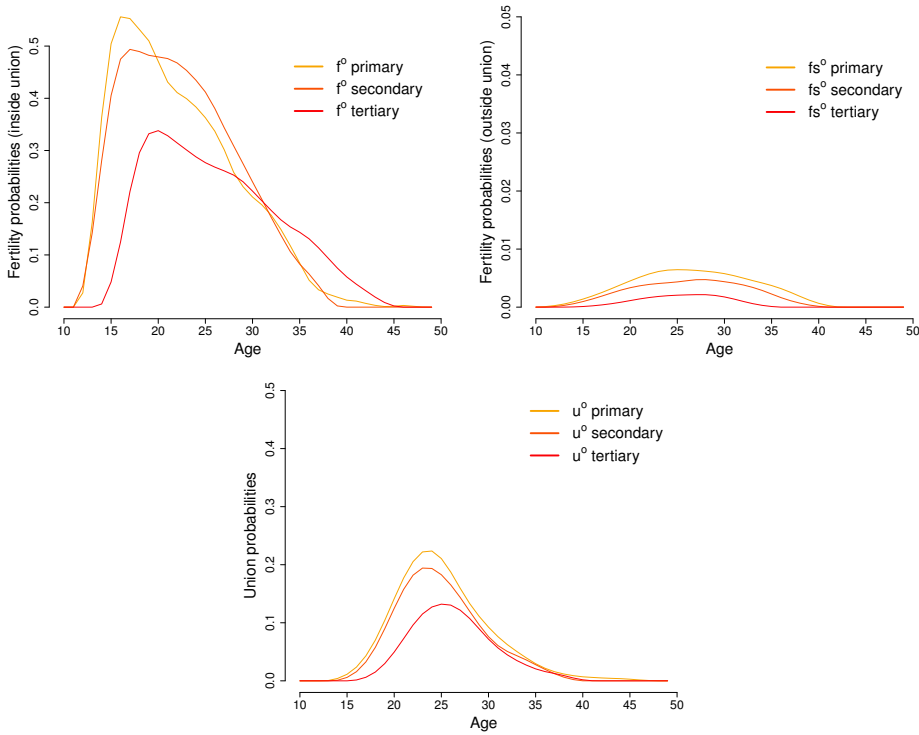 Fertility probabilities (inside union)
0.0 0.1 0.2 0.3 0.4 0.5
f° primary
f° secondary
f° tertiary
10 15 20 25 30 35 40 45 50
Age
Fertility probabilities (outside union)
0.00 0.01 0.02 0.03 0.04 0.05
fs° primary
fs° secondary
fs° tertiary
10 15 20 25 30 35 40 45 50
Age
Union probabilities
0.0 0.1 0.2 0.3 0.4 0.5
u° primary
u° secondary
u° tertiary
10 15 20 25 30 35 40 45 50
Age